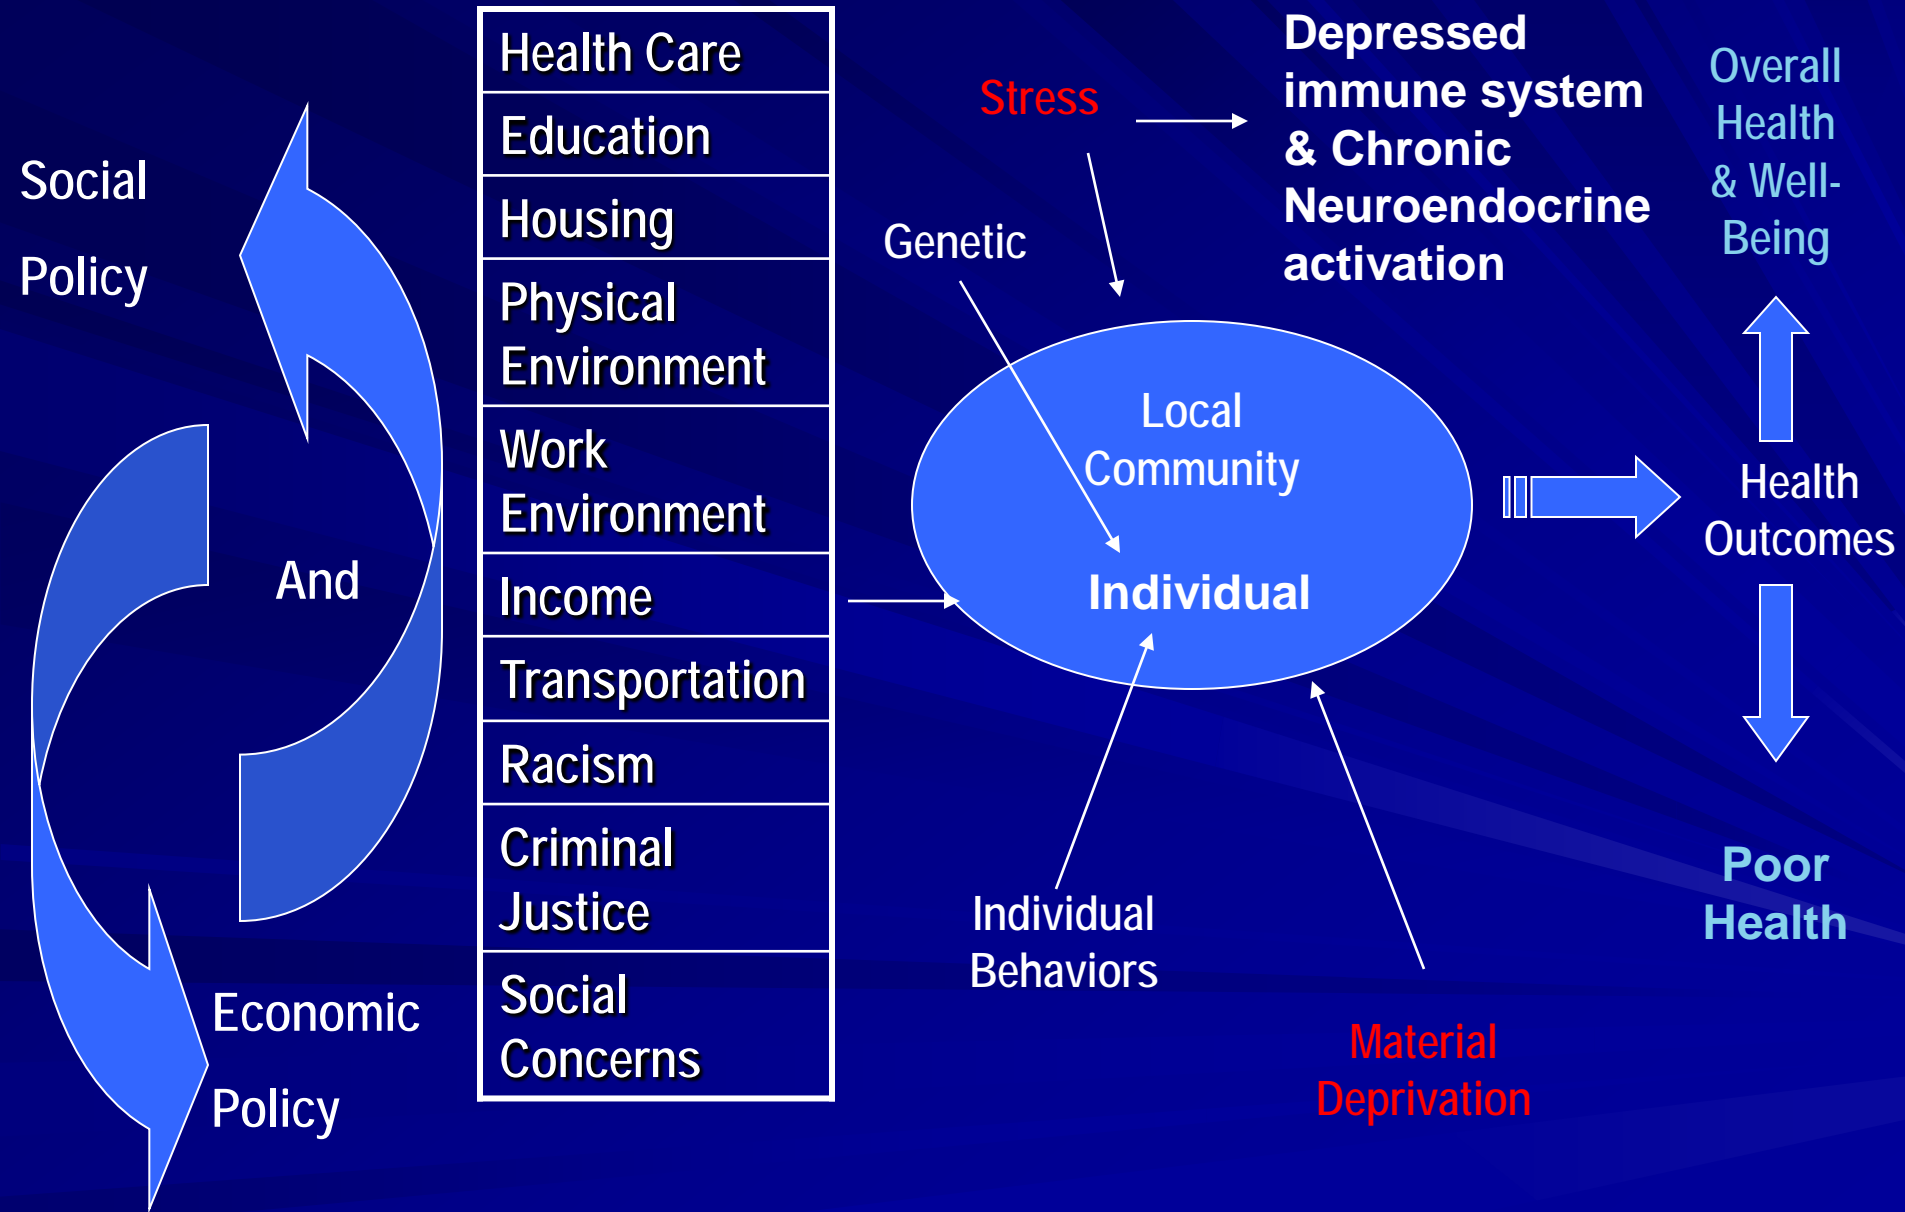 Social
Policy
And
Economic
Policy
Health Care
Education
Housing
Physical
Environment
Work
Environment
Income
Transportation
Racism
Criminal
Justice
Social
Concerns
Stress
Depressed
immune system
& Chronic
Neuroendocrine
activation
Genetic
Local
Community
Individual
Individual
Behaviors
Material
Deprivation
Overall
Health
& Well-
Being
Health
Outcomes
Poor
Health